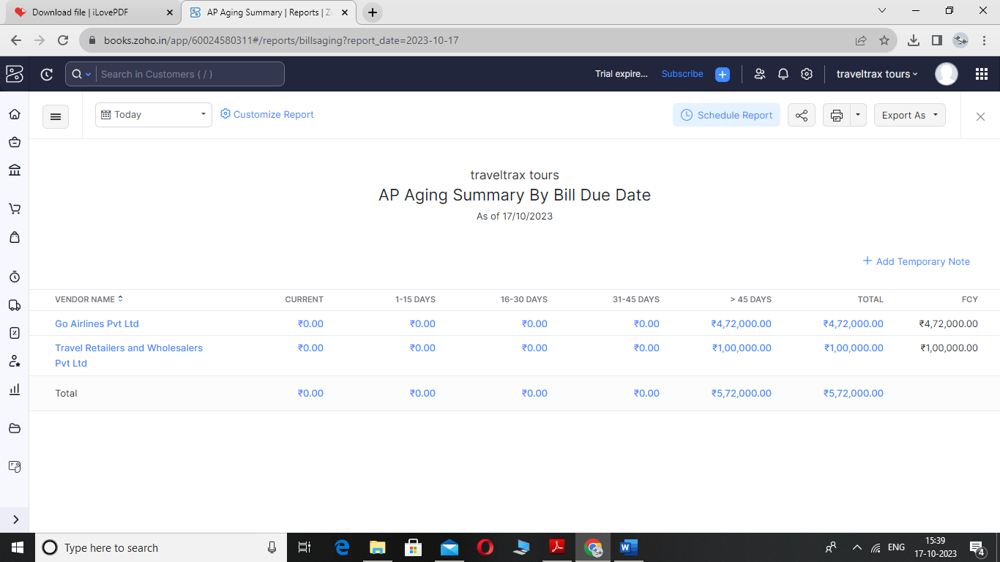 Download file | iLovePDF
AP Aging Summary | Reports | Z
books.zoho.in/app/60024580311#/reports/billsaging?report_date=2023-10-17
Search in Customers ( / )
Trial expire... Subscribe
traveltrax tours
Today
Customize Report
Schedule Report
Export As
traveltrax tours
AP Aging Summary By Bill Due Date
As of 17/10/2023
Add Temporary Note
VENDOR NAME CURRENT 1-15 DAYS 16-30 DAYS 31-45 DAYS > 45 DAYS TOTAL FCY
Go Airlines Pvt Ltd ₹0.00 ₹0.00 ₹0.00 ₹0.00 ₹4,72,000.00 ₹4,72,000.00 ₹4,72,000.00
Travel Retailers and Wholesalers ₹0.00 ₹0.00 ₹0.00 ₹0.00 ₹1,00,000.00 ₹1,00,000.00 ₹1,00,000.00
Pvt Ltd
Total ₹0.00 ₹0.00 ₹0.00 ₹0.00 ₹5,72,000.00 ₹5,72,000.00
Type here to search
ENG
15:39
17-10-2023
4